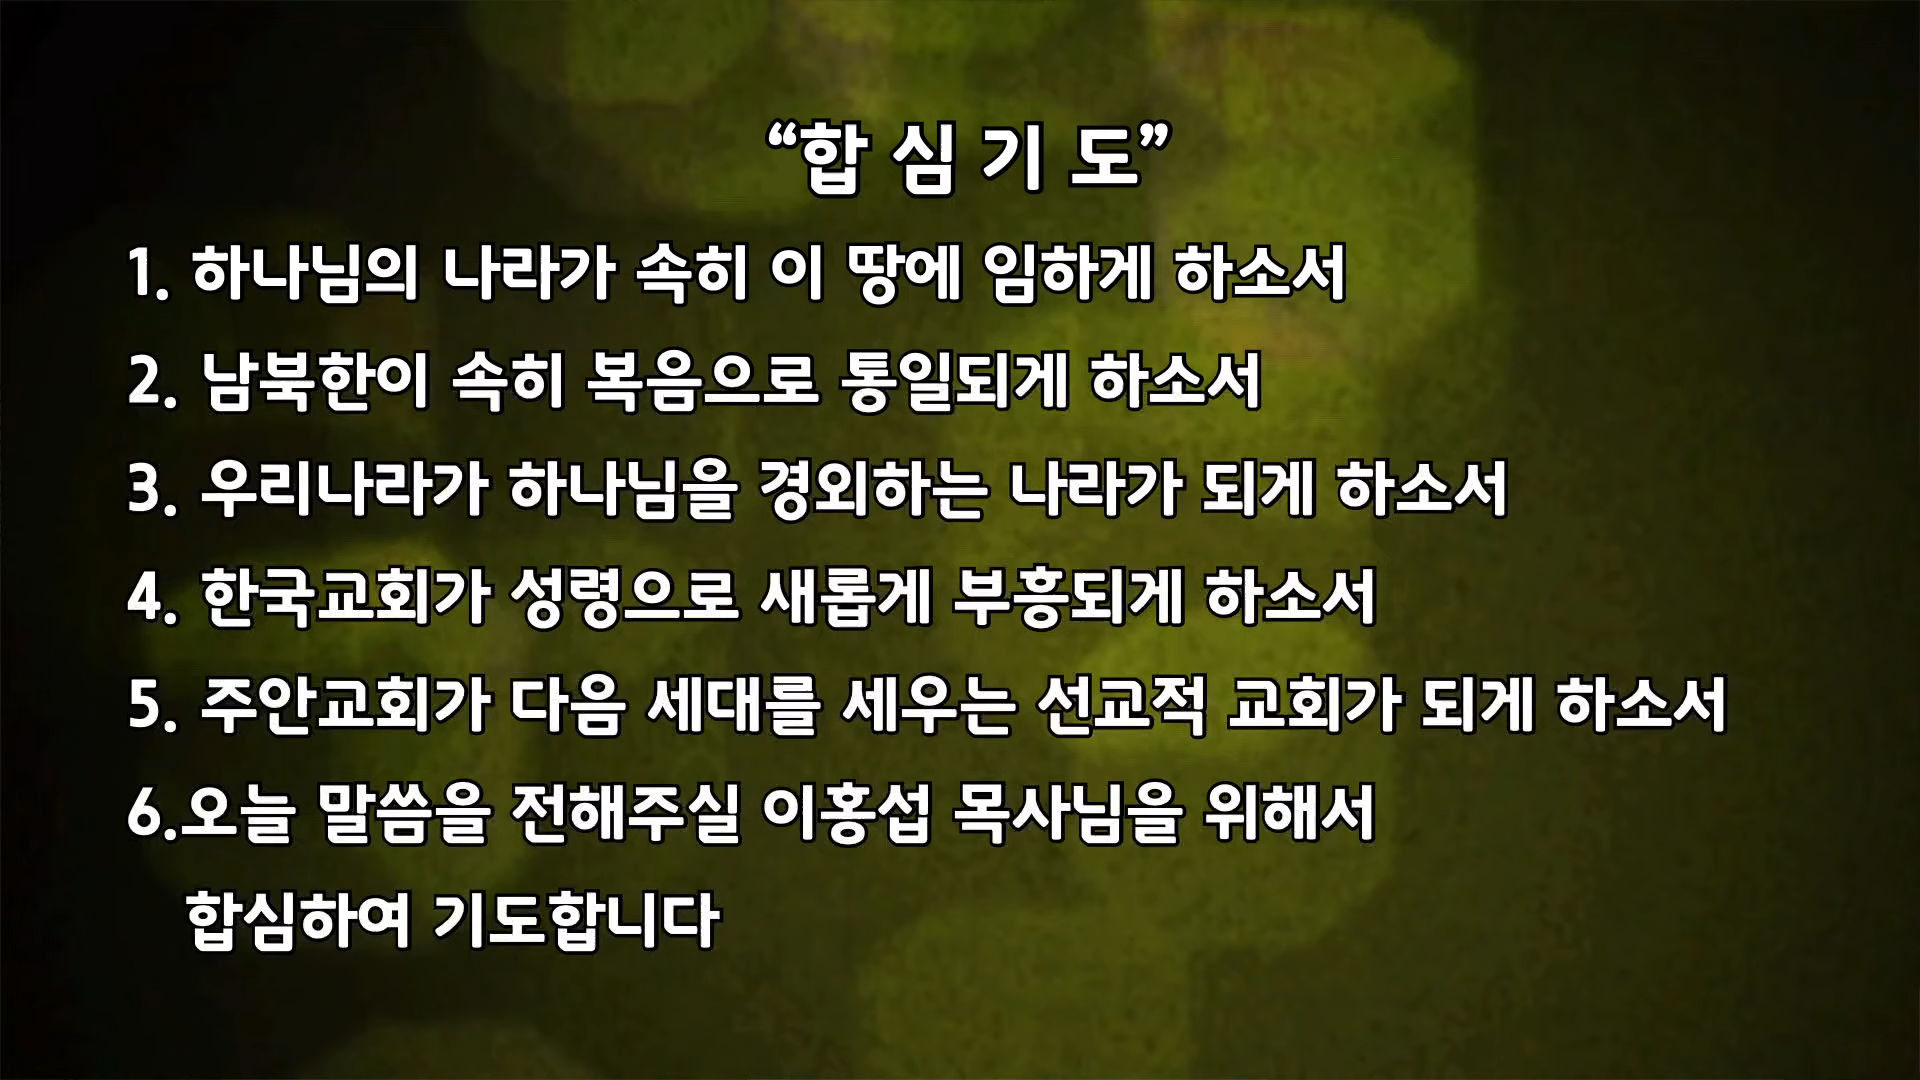 “합 심 기 도”
1. 하나님의 나라가 속히 이 땅에 임하게 하소서
2. 남북한이 속히 복음으로 통일되게 하소서
3. 우리나라가 하나님을 경외하는 나라가 되게 하소서
4. 한국교회가 성령으로 새롭게 부흥되게 하소서
5. 주안교회가 다음 세대를 세우는 선교적 교회가 되게 하소서
6.오늘 말씀을 전해주실 이홍섭 목사님을 위해서
합심하여 기도합니다